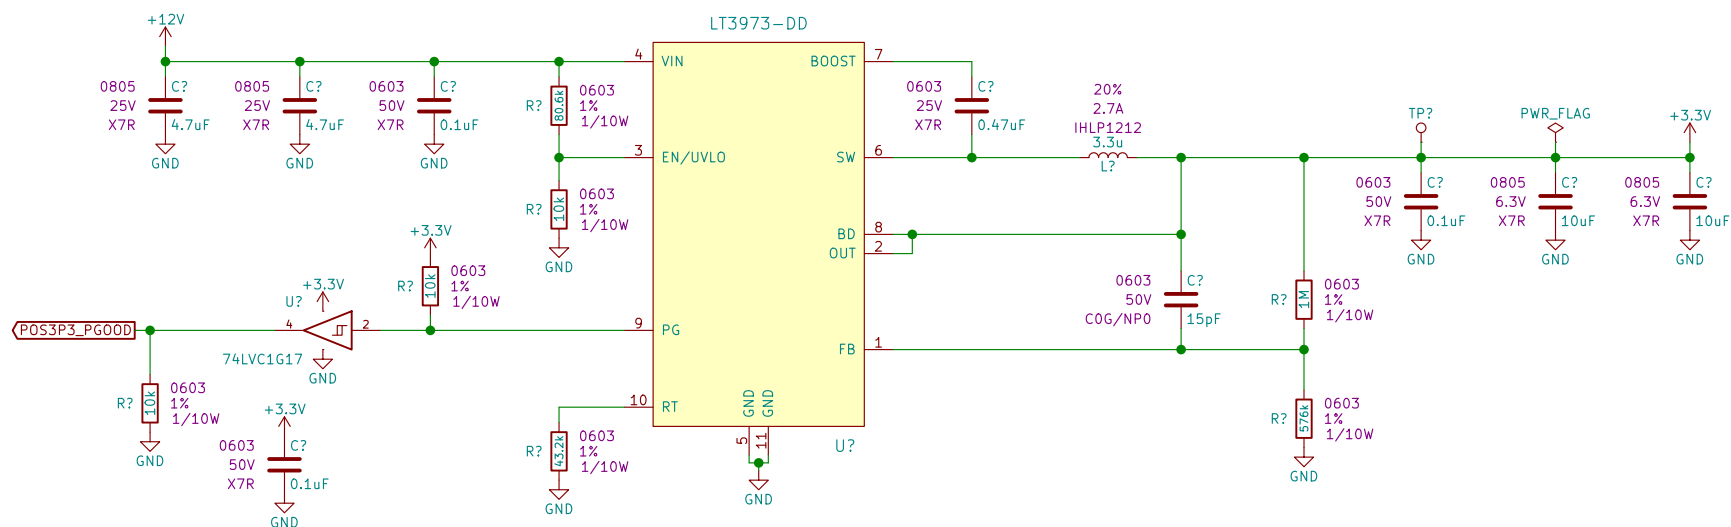 LT3973-DD
+12V
4 VIN
BOOST 7
0805 C?
25V
X7R 4.7uF
GND
0805 C?
25V
X7R 4.7uF
GND
0603 C?
50V
X7R 0.1uF
GND
R? 80.6k 0603
1%
1/10W
3 EN/UVLO
R? 10k 0603
1%
1/10W
GND
0603 C?
25V
X7R 0.47uF
SW 6
20%
2.7A
IHLP1212
3.3u
L?
TP?
PWR_FLAG
+3.3V
0603 C?
50V
X7R 0.1uF
GND
0805 C?
6.3V
X7R 10uF
GND
0805 C?
6.3V
X7R 10uF
GND
BD 8
OUT 2
0603 C?
50V
C0G/NP0 15pF
R? 1M 0603
1%
1/10W
FB 1
R? 576k 0603
1%
1/10W
GND
+3.3V
R? 10k 0603
1%
1/10W
+3.3V
U?
POS3P3_PGOOD
4 2
74LVC1G17
GND
9 PG
R? 10k 0603
1%
1/10W
GND
+3.3V
0603 C?
50V
X7R 0.1uF
GND
10 RT
R? 43.2k 0603
1%
1/10W
GND
GND GND
5 11
GND
U?